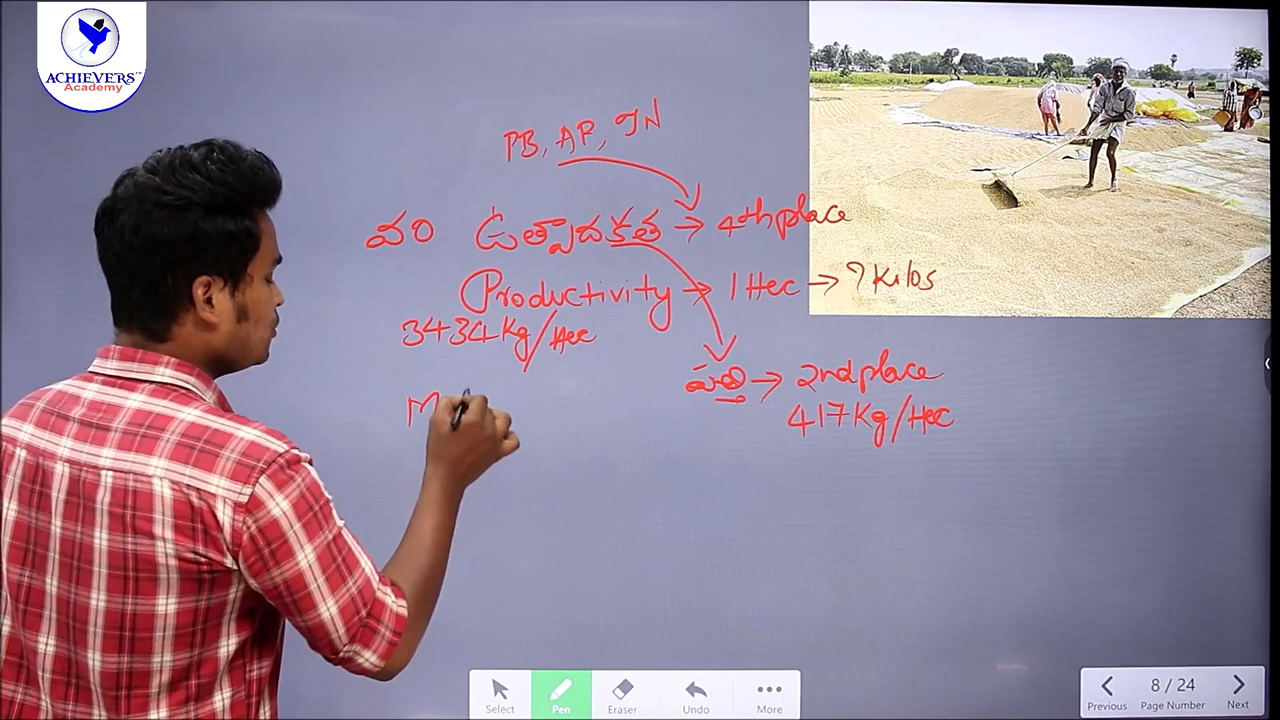 ACHIEVERS
Academy
PB, AP, TN
వరి ఉత్పాదకత → 4th place
Productivity → 1 Hec → ? Kilos
3434 Kg/Hec
పత్తి → 2nd place
417 Kg/Hec
M
Select
Pen
Eraser
Undo
More
Previous
8 / 24
Page Number
Next